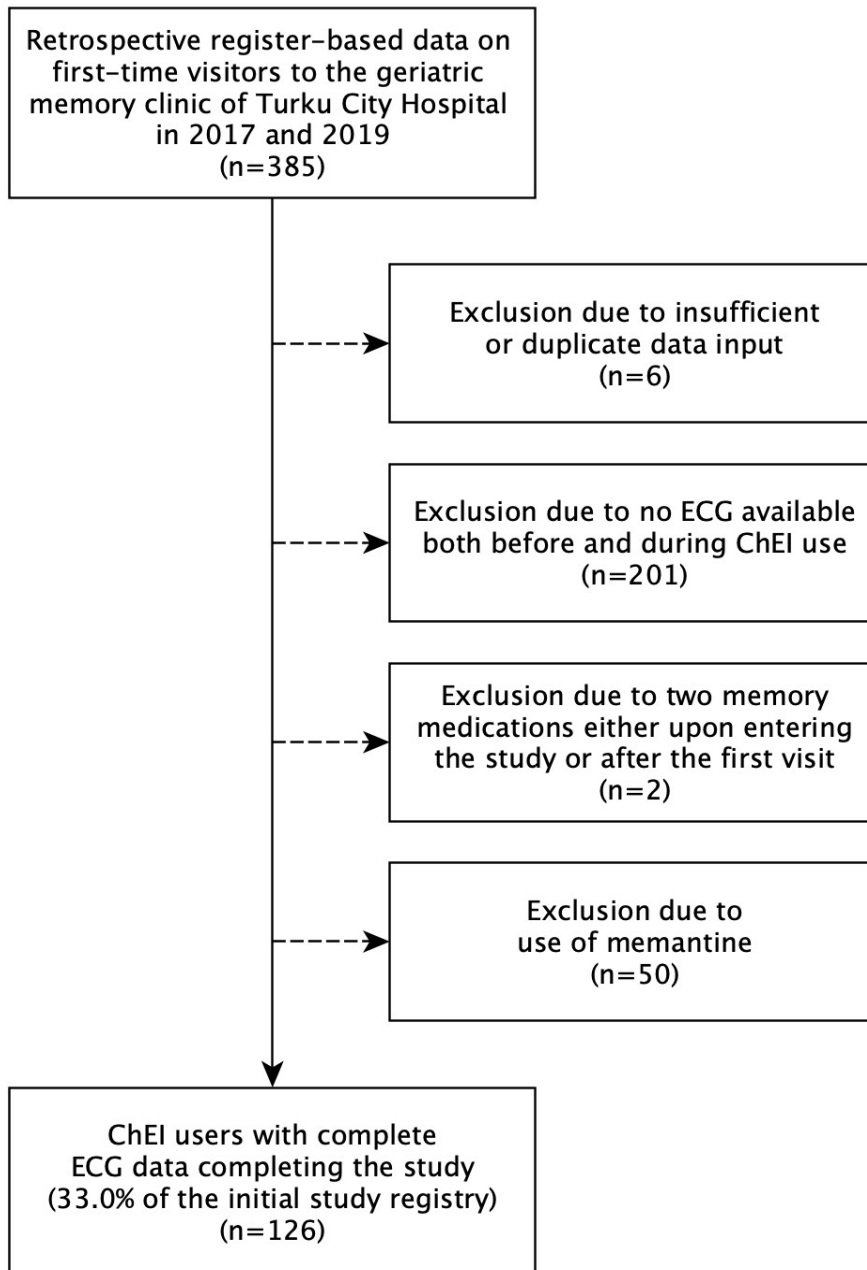 Retrospective register-based data on
first-time visitors to the geriatric
memory clinic of Turku City Hospital
in 2017 and 2019
(n=385)
Exclusion due to insufficient
or duplicate data input
(n=6)
Exclusion due to no ECG available
both before and during ChEI use
(n=201)
Exclusion due to two memory
medications either upon entering
the study or after the first visit
(n=2)
Exclusion due to
use of memantine
(n=50)
ChEI users with complete
ECG data completing the study
(33.0% of the initial study registry)
(n=126)